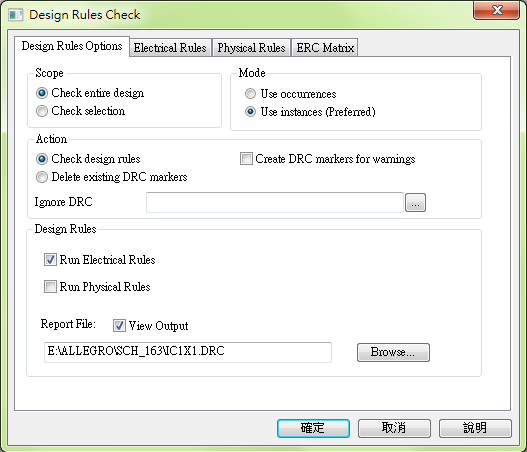 Design Rules Check
Design Rules Options Electrical Rules Physical Rules ERC Matrix
Scope Mode
Check entire design Use occurrences
Check selection Use instances (Preferred)
Action
Check design rules Create DRC markers for warnings
Delete existing DRC markers
Ignore DRC ...
Design Rules
Run Electrical Rules
Run Physical Rules
Report File: View Output
E:\ALLEGRO\SCH_163\IC1X1.DRC Browse...
確定 取消 說明